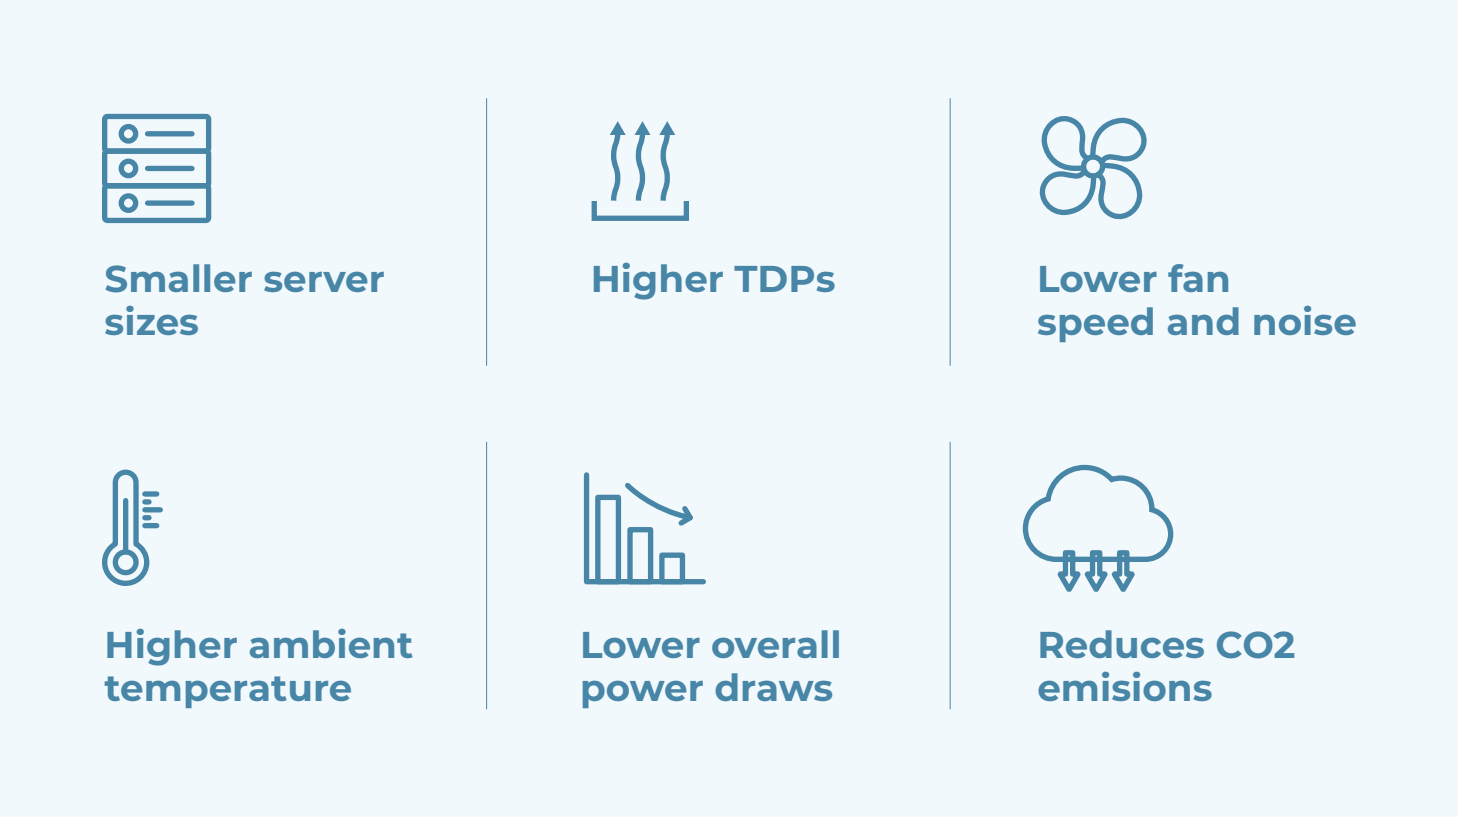 Smaller server
sizes
Higher TDPs
Lower fan
speed and noise
Higher ambient
temperature
Lower overall
power draws
Reduces CO2
emisions